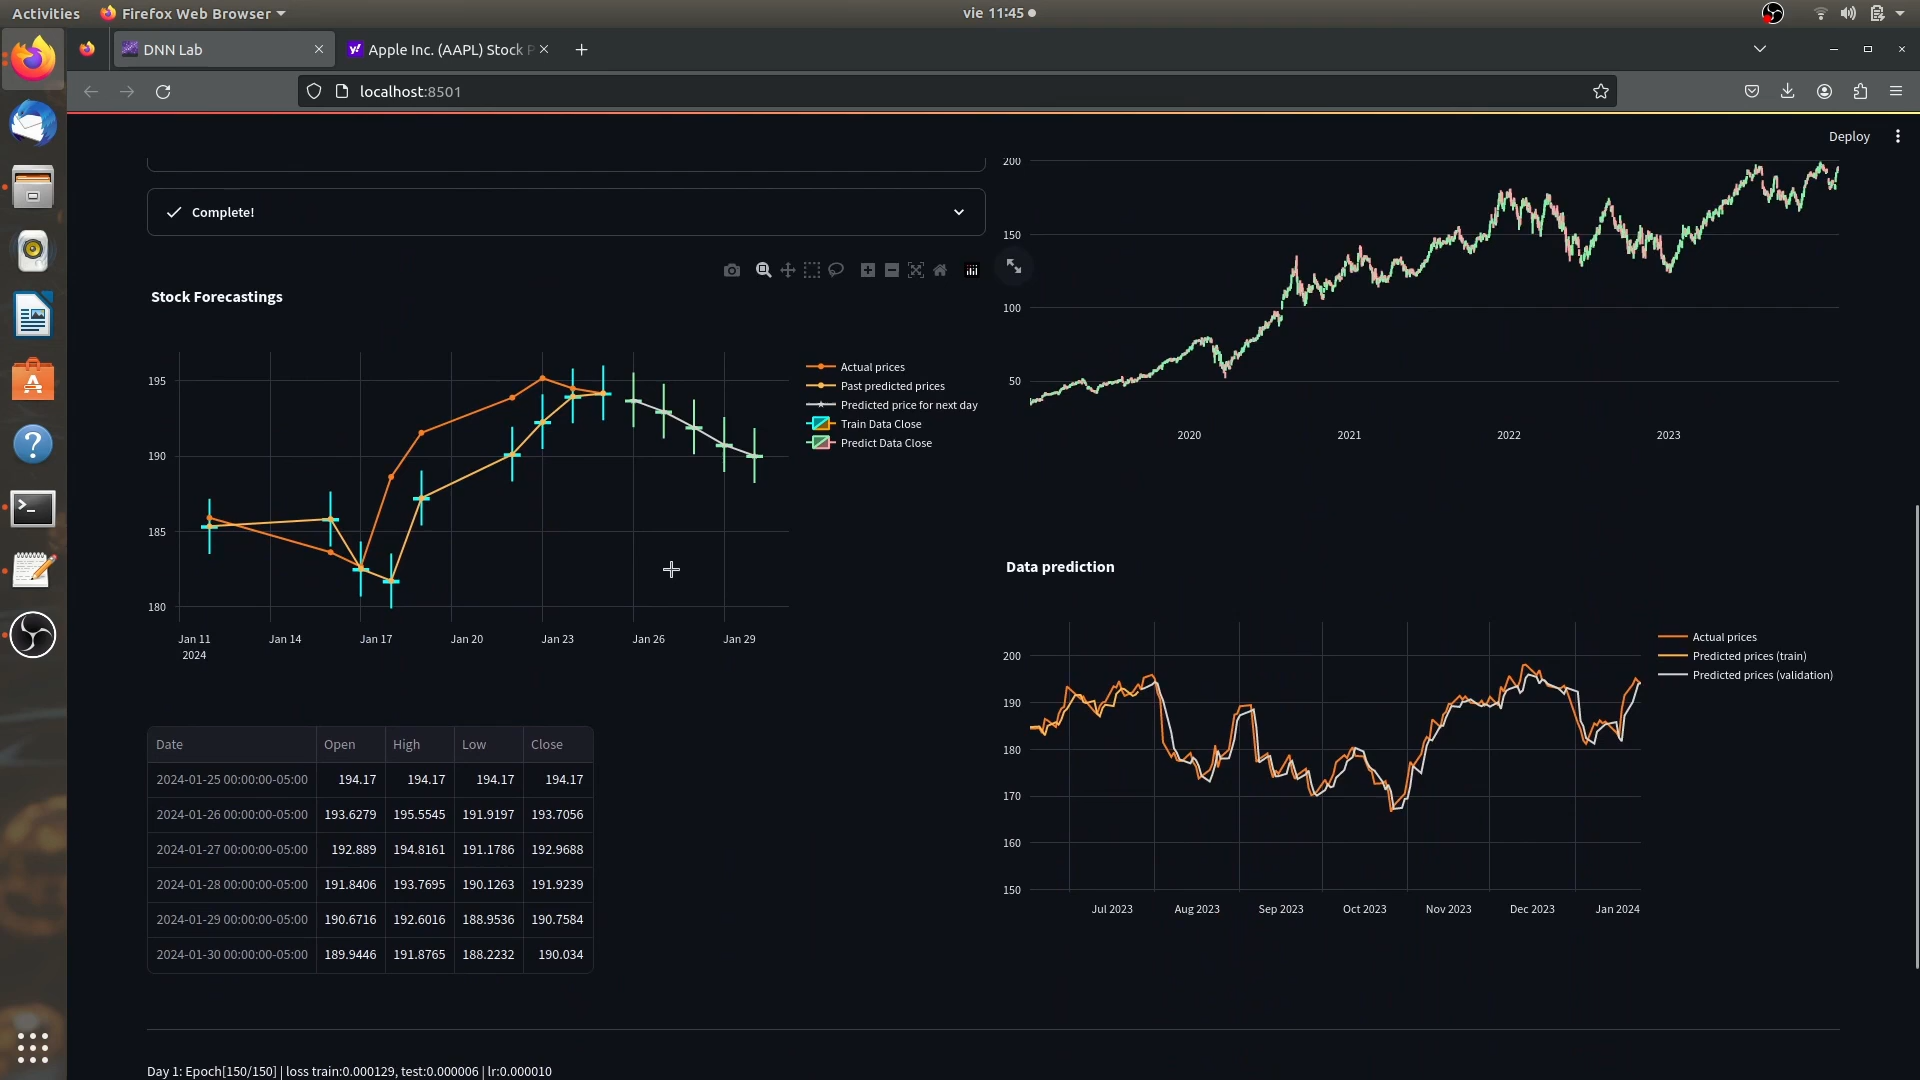 Activities
Firefox Web Browser
vie 11:45
DNN Lab
Apple Inc. (AAPL) Stock P
localhost:8501
Deploy
Complete!
Stock Forecastings
195
190
185
180
Jan 11
2024
Jan 14
Jan 17
Jan 20
Jan 23
Jan 26
Jan 29
Actual prices
Past predicted prices
Predicted price for next day
Train Data Close
Predict Data Close
Date Open High Low Close
2024-01-25 00:00:00-05:00 194.17 194.17 194.17 194.17
2024-01-26 00:00:00-05:00 193.6279 195.5545 191.9197 193.7056
2024-01-27 00:00:00-05:00 192.889 194.8161 191.1786 192.9688
2024-01-28 00:00:00-05:00 191.8406 193.7695 190.1263 191.9239
2024-01-29 00:00:00-05:00 190.6716 192.6016 188.9536 190.7584
2024-01-30 00:00:00-05:00 189.9446 191.8765 188.2232 190.034
200
150
100
50
2020
2021
2022
2023
Data prediction
200
190
180
170
160
150
Jul 2023
Aug 2023
Sep 2023
Oct 2023
Nov 2023
Dec 2023
Jan 2024
Actual prices
Predicted prices (train)
Predicted prices (validation)
Day 1: Epoch[150/150] | loss train:0.000129, test:0.000006 | lr:0.000010